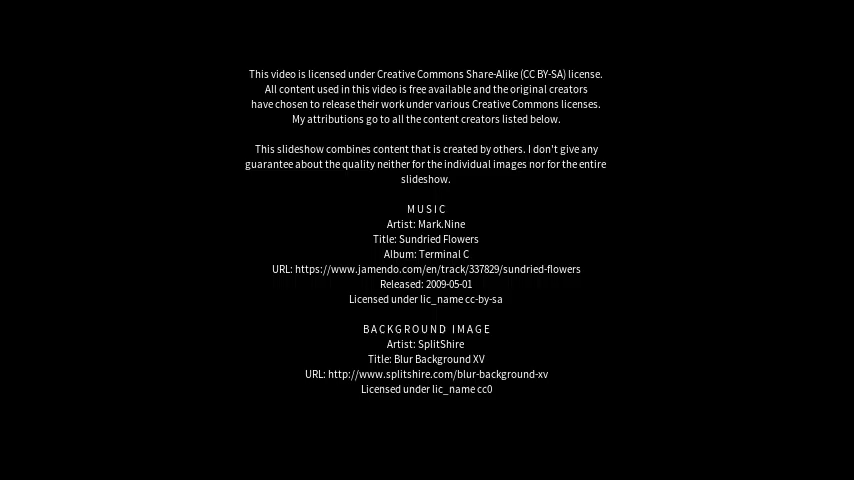 This video is licensed under Creative Commons Share-Alike (CC BY-SA) license.
All content used in this video is free available and the original creators
have chosen to release their work under various Creative Commons licenses.
My attributions go to all the content creators listed below.
This slideshow combines content that is created by others. I don't give any
guarantee about the quality neither for the individual images nor for the entire
slideshow.
MUSIC
Artist: Mark.Nine
Title: Sundried Flowers
Album: Terminal C
URL: https://www.jamendo.com/en/track/337829/sundried-flowers
Released: 2009-05-01
Licensed under lic_name cc-by-sa
BACKGROUND IMAGE
Artist: SplitShire
Title: Blur Background XV
URL: http://www.splitshire.com/blur-background-xv
Licensed under lic_name cc0